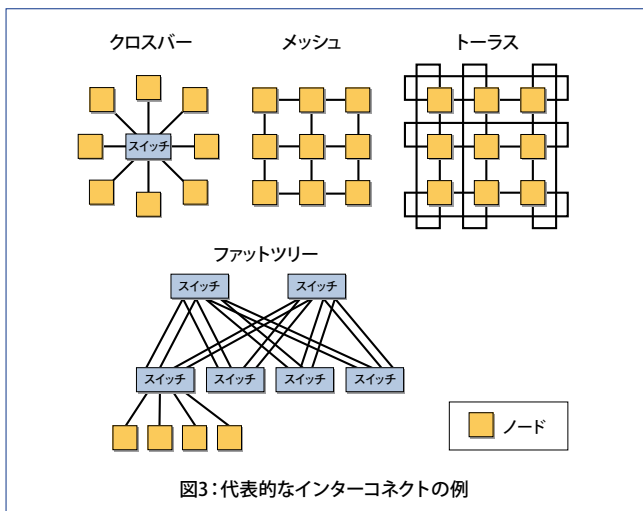 クロスバー
メッシュ
トーラス
スイッチ
ファットツリー
スイッチ
スイッチ
スイッチ
スイッチ
スイッチ
スイッチ
ノード
図3：代表的なインターコネクトの例